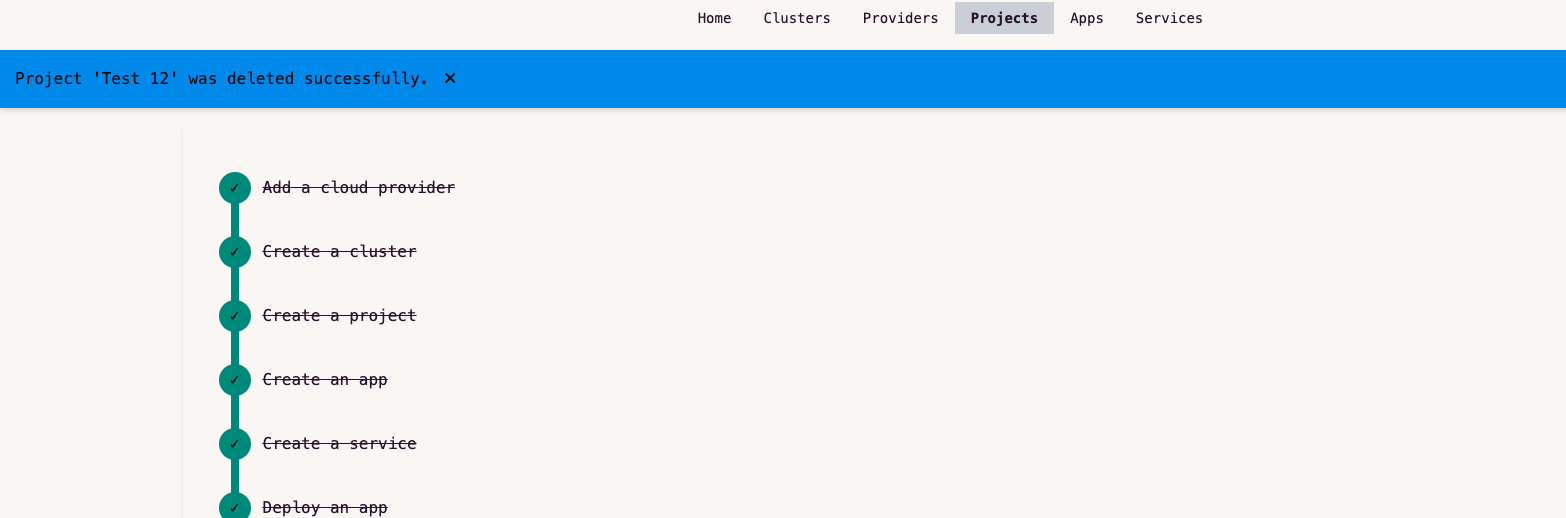 Home Clusters Providers Projects Apps Services
Project 'Test 12' was deleted successfully. ✕
✓ Add a cloud provider
✓ Create a cluster
✓ Create a project
✓ Create an app
✓ Create a service
✓ Deploy an app